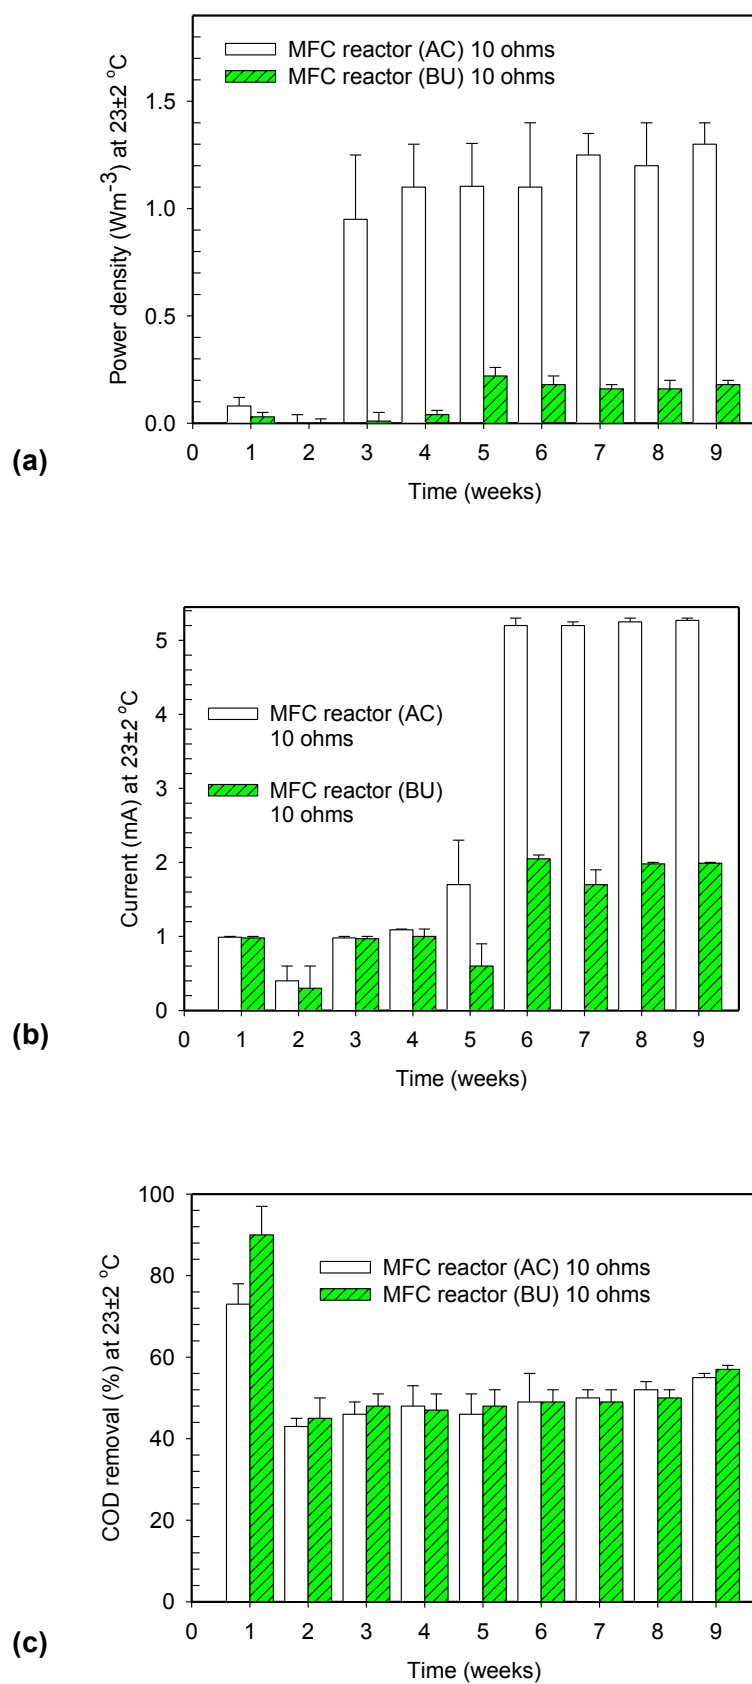 MFC reactor (AC) 10 ohms
MFC reactor (BU) 10 ohms
Power density (Wm-3) at 23±2 oC
1.5
1.0
0.5
0.0
0 1 2 3 4 5 6 7 8 9
Time (weeks)
(a)
Current (mA) at 23±2 oC
5
4
3
2
1
0
MFC reactor (AC)
10 ohms
MFC reactor (BU)
10 ohms
0 1 2 3 4 5 6 7 8 9
Time (weeks)
(b)
COD removal (%) at 23±2 oC
100
80
60
40
20
0
MFC reactor (AC) 10 ohms
MFC reactor (BU) 10 ohms
0 1 2 3 4 5 6 7 8 9
Time (weeks)
(c)